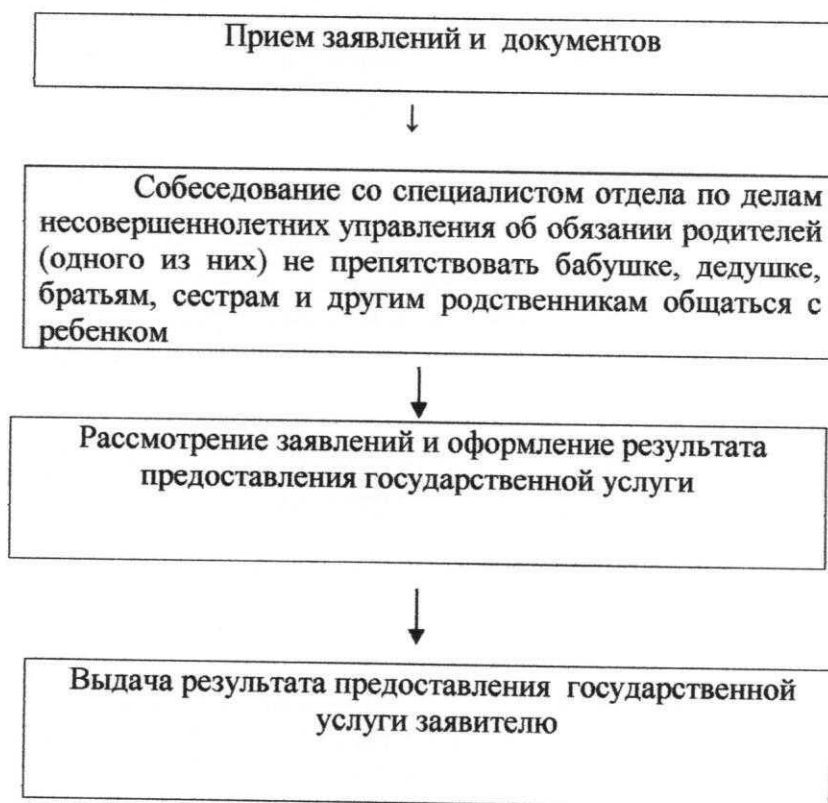 Прием заявлений и документов
↓
Собеседование со специалистом отдела по делам
несовершеннолетних управления об обязании родителей
(одного из них) не препятствовать бабушке, дедушке,
братьям, сестрам и другим родственникам общаться с
ребенком
Рассмотрение заявлений и оформление результата
предоставления государственной услуги
Выдача результата предоставления государственной
услуги заявителю